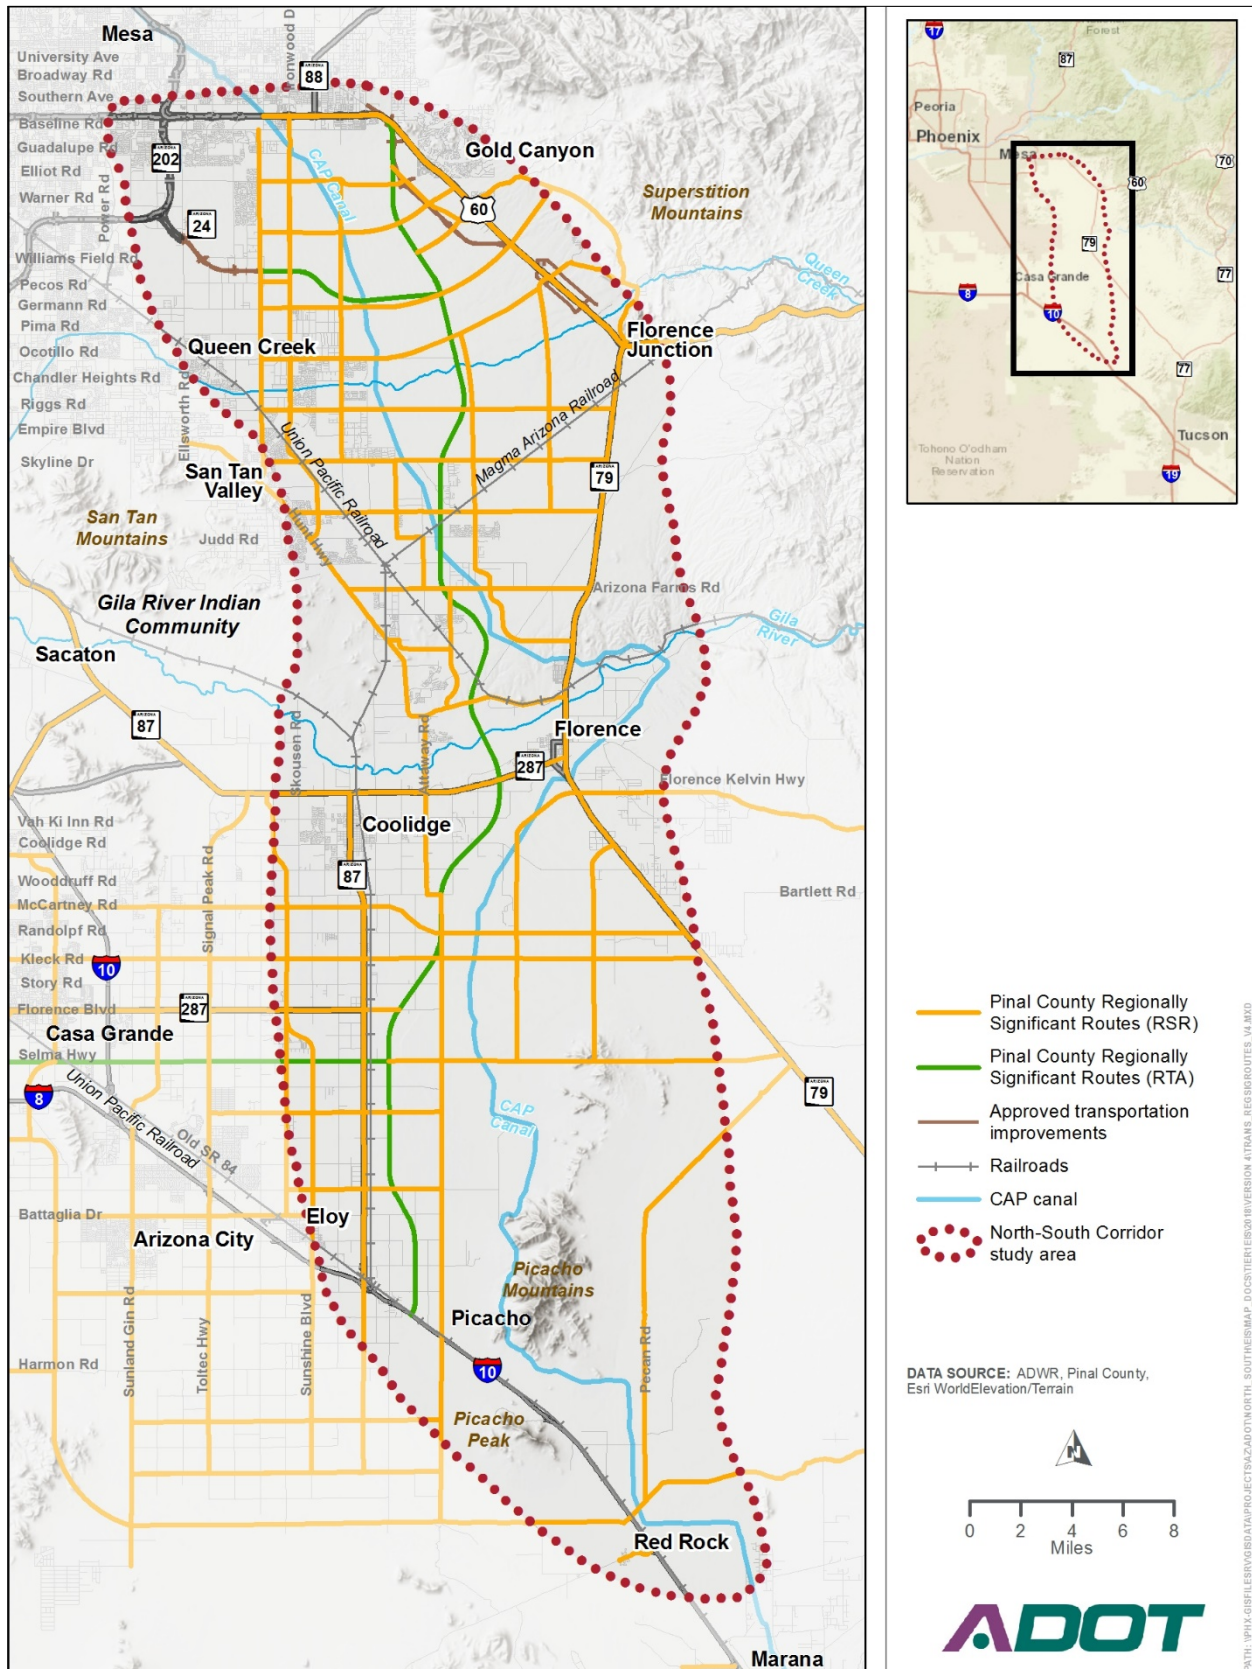 Mesa
University Ave
Broadway Rd
Southern Ave
Baseline Rd
Guadalupe Rd
Elliot Rd
Warner Rd
Power Rd
Williams Field Rd
Pecos Rd
Germann Rd
Pima Rd
Ocotillo Rd
Chandler Heights Rd
Riggs Rd
Empire Blvd
Skyline Dr
Ellsworth Rd
ARIZONA
88
ARIZONA
202
ARIZONA
24
CAP Canal
Gold Canyon
60
Superstition
Mountains
Queen
Creek
Queen Creek
Florence
Junction
Union Pacific Railroad
Magma Arizona Railroad
ARIZONA
79
San Tan
Valley
San Tan
Mountains
Judd Rd
Hunt Hwy
Arizona Farms Rd
Gila River Indian
Community
Gila
River
Sacaton
ARIZONA
87
Skousen Rd
Attaway Rd
Florence
ARIZONA
287
Florence Kelvin Hwy
Vah Ki Inn Rd
Coolidge Rd
Coolidge
ARIZONA
87
Wooddruff Rd
McCartney Rd
Randolpf Rd
Kleck Rd
Story Rd
Florence Blvd
Signal Peak Rd
Bartlett Rd
10
ARIZONA
287
Casa Grande
Selma Hwy
8
Union Pacific Railroad
Old SR 84
CAP
Canal
ARIZONA
79
Battaglia Dr
Eloy
Arizona City
Picacho
Mountains
Picacho
Sunland Gin Rd
Toltec Hwy
Sunshine Blvd
Pecan Rd
Harmon Rd
10
Picacho
Peak
Red Rock
Marana
17
Forest
87
Peoria
Phoenix
Mesa
70
60
79
77
Casa Grande
8
10
77
Tucson
Tohono O'odham
Nation
Reservation
19
Pinal County Regionally
Significant Routes (RSR)
Pinal County Regionally
Significant Routes (RTA)
Approved transportation
improvements
Railroads
CAP canal
North-South Corridor
study area
DATA SOURCE: ADWR, Pinal County,
Esri WorldElevation/Terrain
N
0 2 4 6 8
Miles
ADOT